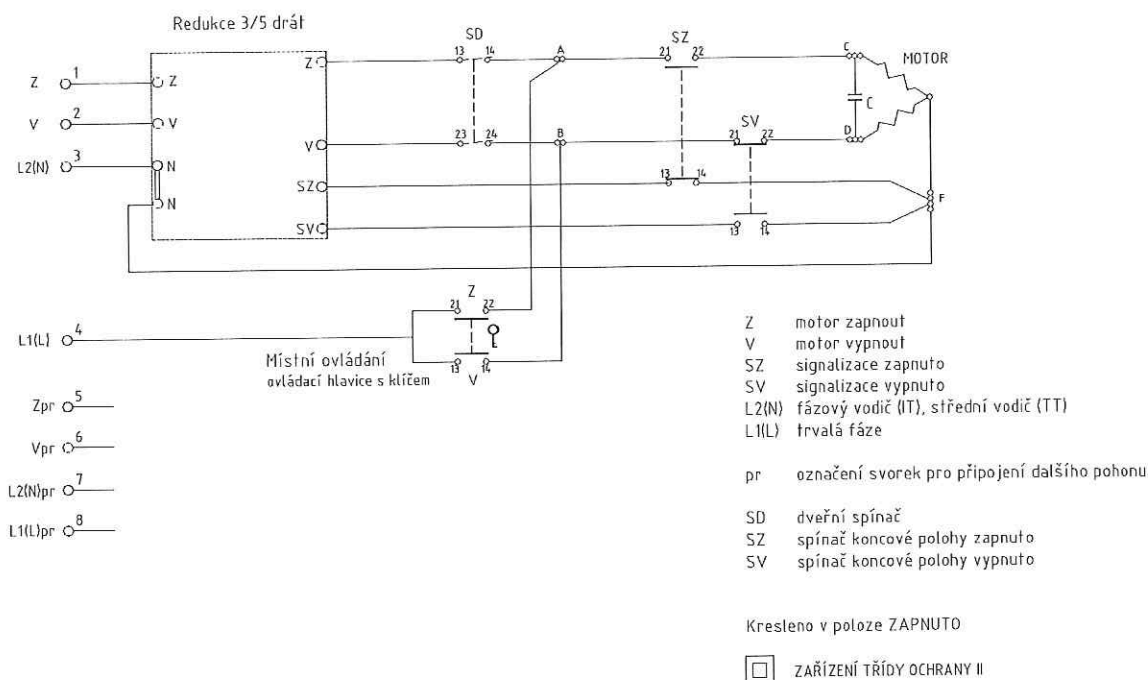 Redukce 3/5 drát
SD
A
SZ
13 14
21 22
E
MOTOR
Z 1 Z
Z
V 2 V
C
23 24
B
SV
21 22
D
V
L2(N) 3 N
SZ
13 14
N
F
SV
13 14
Z
21 22
L1(L) 4
Místní ovládání
ovládací hlavice s klíčem
13 14
V
Zpr 5
Vpr 6
L2(N)pr 7
L1(L)pr 8
Z motor zapnout
V motor vypnout
SZ signalizace zapnuto
SV signalizace vypnuto
L2(N) fázový vodič (IT), střední vodič (TT)
L1(L) trvalá fáze
pr označení svorek pro připojení dalšího pohonu
SD dveřní spínač
SZ spínač koncové polohy zapnuto
SV spínač koncové polohy vypnuto
Kresleno v poloze ZAPNUTO
ZAŘÍZENÍ TŘÍDY OCHRANY II